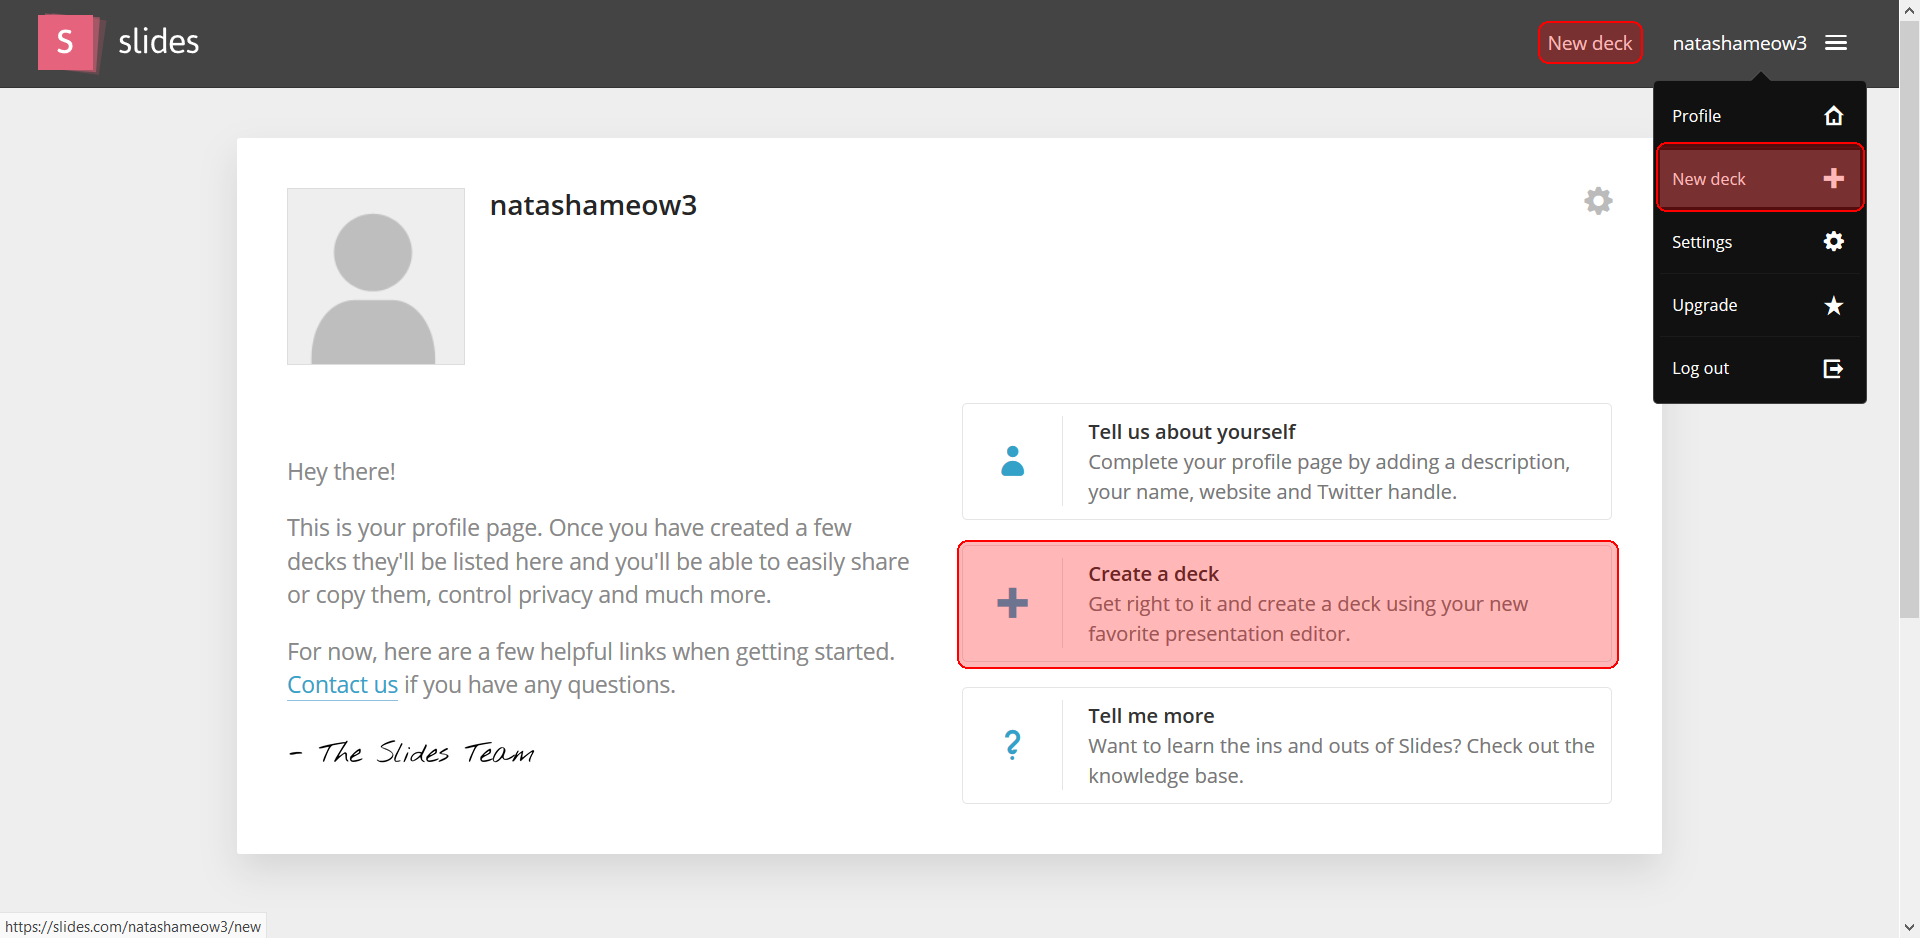 S slides
New deck
natashameow3
Profile
New deck
Settings
Upgrade
Log out
natashameow3
Hey there!
This is your profile page. Once you have created a few
decks they'll be listed here and you'll be able to easily share
or copy them, control privacy and much more.
For now, here are a few helpful links when getting started.
Contact us if you have any questions.
- The Slides Team
Tell us about yourself
Complete your profile page by adding a description,
your name, website and Twitter handle.
Create a deck
Get right to it and create a deck using your new
favorite presentation editor.
Tell me more
Want to learn the ins and outs of Slides? Check out the
knowledge base.
https://slides.com/natashameow3/new